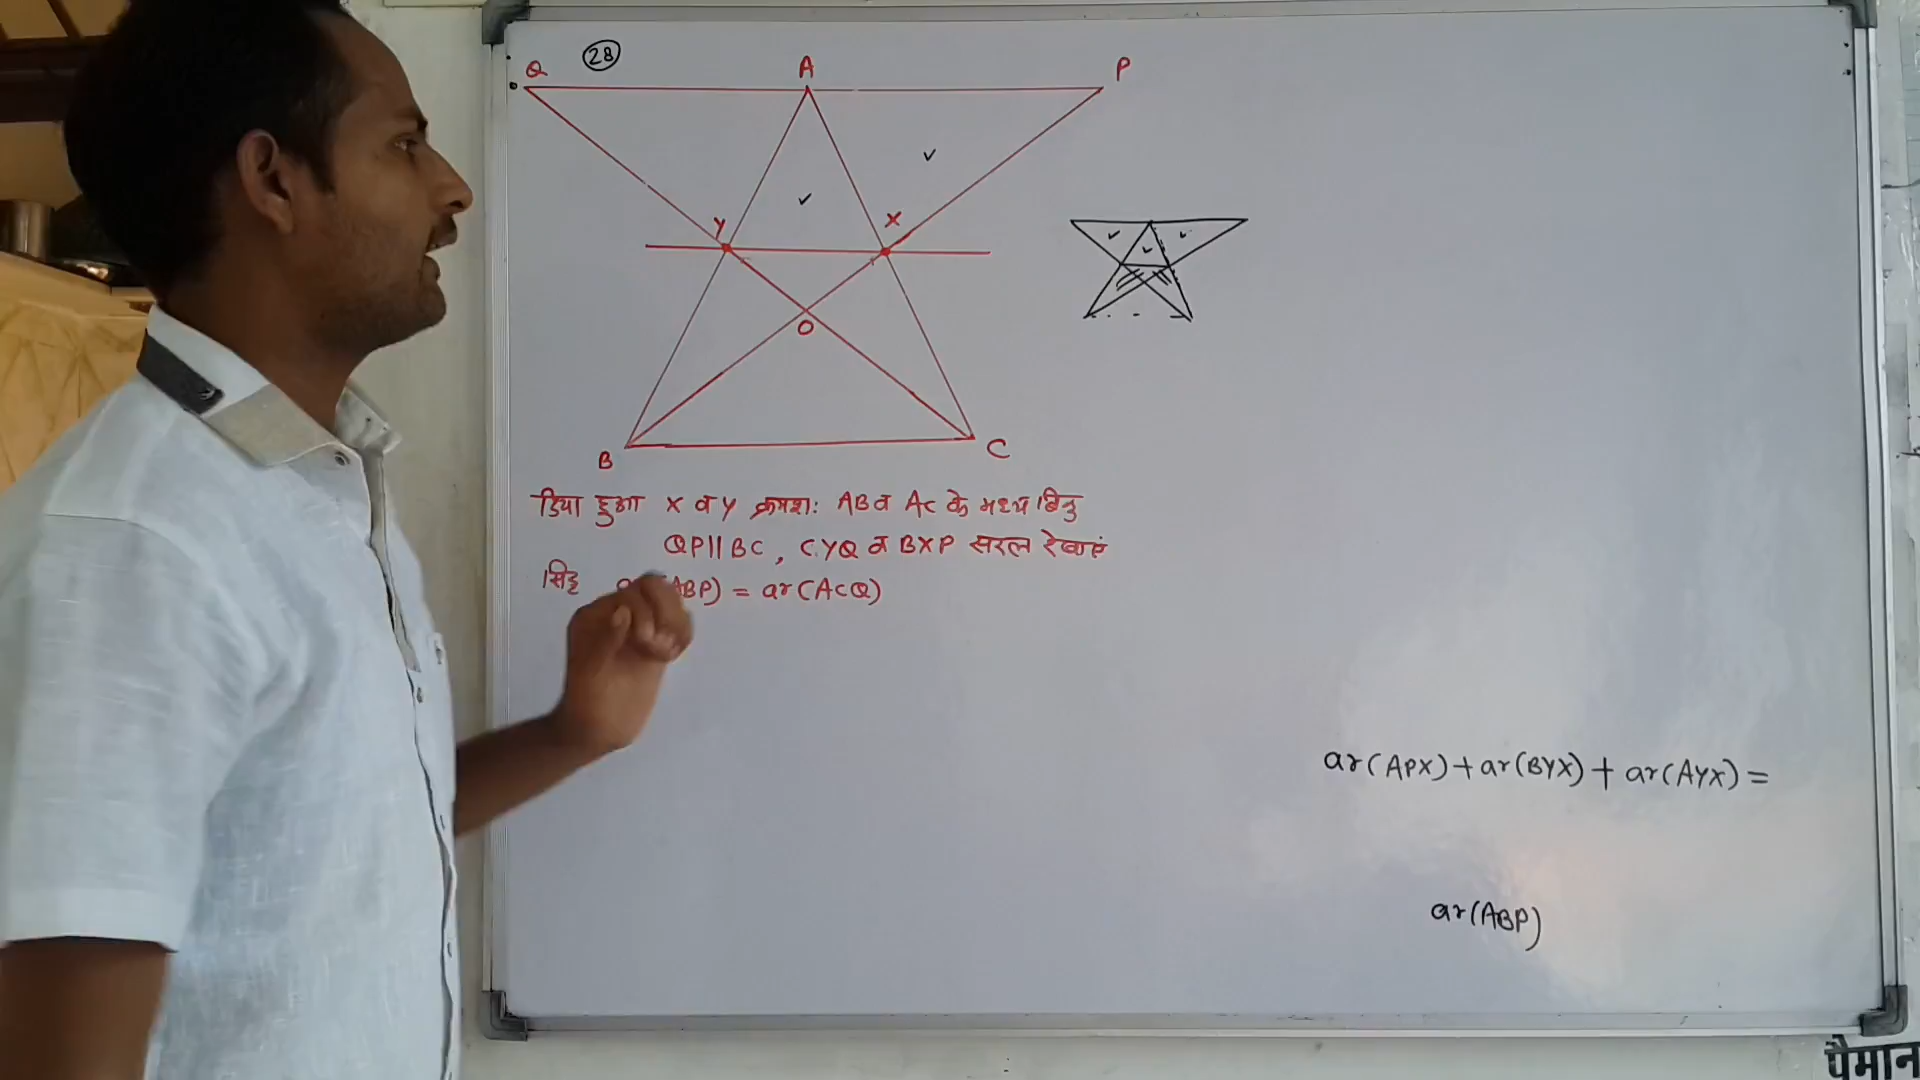 28
Q A P
Y X
O
B C
दिया हुआ X व Y क्रमशः AB व AC के मध्य बिन्दु
QP||BC, CYQ व BXP सरल रेखाएं
सिद्ध ABP) = ar(ACQ)
ar(APX)+ar(BYX)+ar(AYX)=
ar(ABP)
पैमान